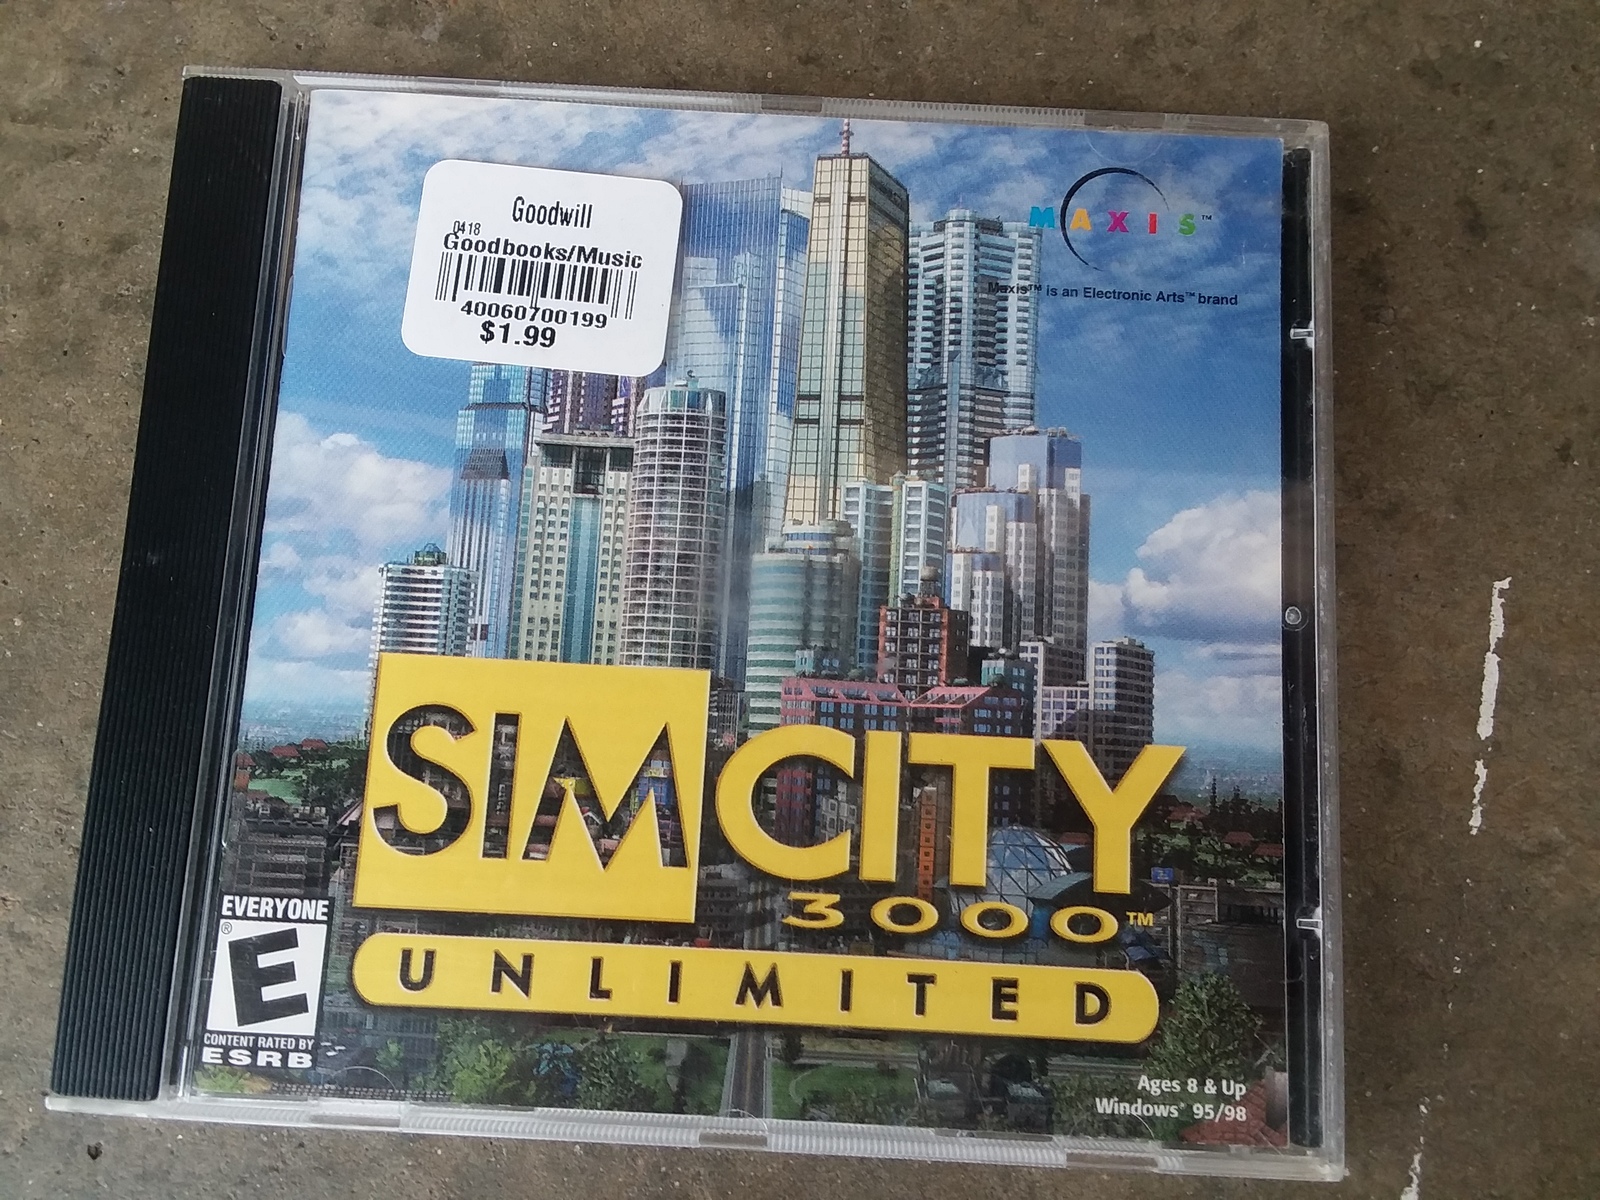 Goodwill
0418
Goodbooks/Music
40060700199
$1.99
MAXIS™
Maxis™ is an Electronic Arts™ brand
SIMCITY
3000™
UNLIMITED
EVERYONE
E®
CONTENT RATED BY
ESRB
Ages 8 & Up
Windows® 95/98